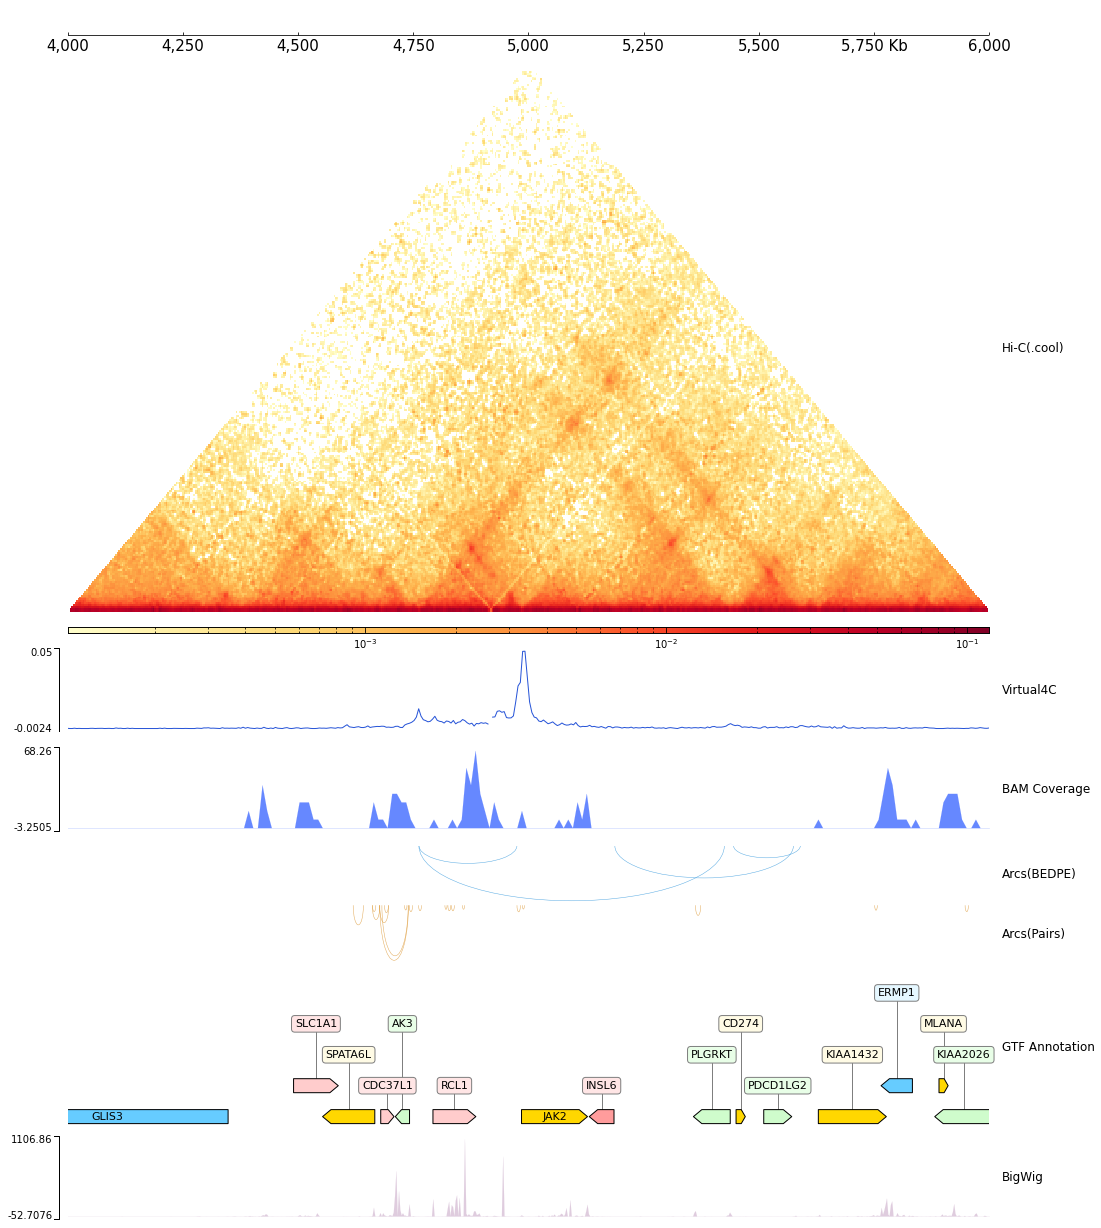 4,000 4,250 4,500 4,750 5,000 5,250 5,500 5,750 Kb 6,000
Hi-C(.cool)
10⁻³ 10⁻² 10⁻¹
0.05
Virtual4C
-0.0024
68.26
BAM Coverage
-3.2505
Arcs(BEDPE)
Arcs(Pairs)
ERMP1
SLC1A1 AK3 CD274 MLANA
GTF Annotation
SPATA6L PLGRKT KIAA1432 KIAA2026
CDC37L1 RCL1 INSL6 PDCD1LG2
GLIS3 JAK2
1106.86
BigWig
-52.7076